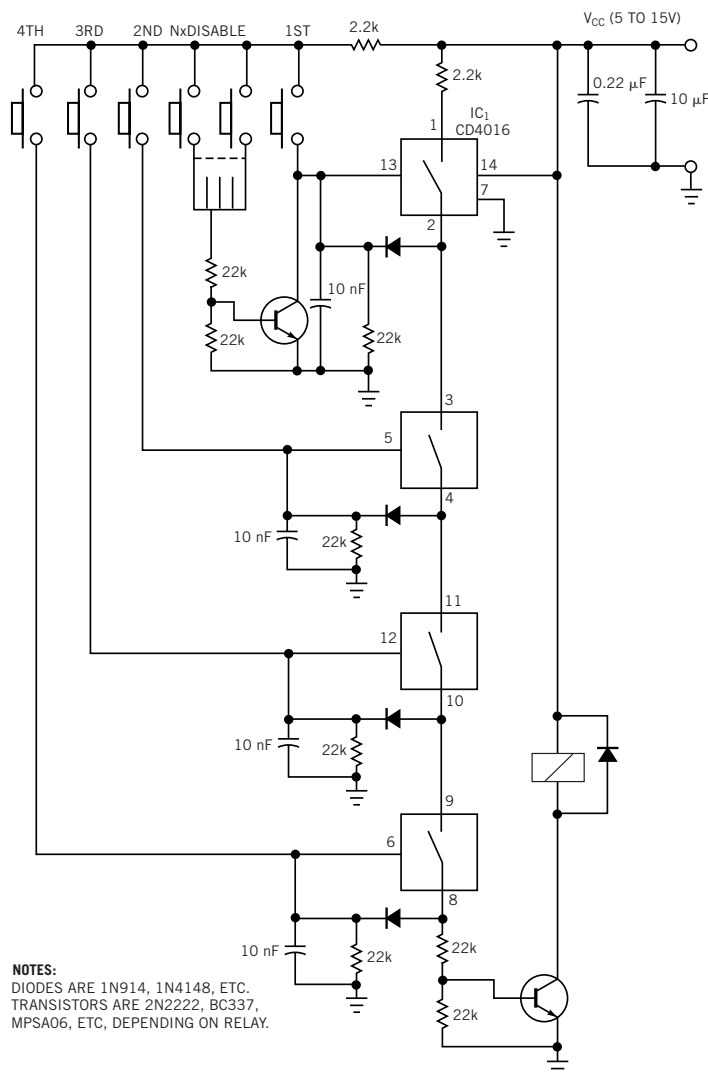 4TH 3RD 2ND NxDISABLE 1ST 2.2k V_CC (5 TO 15V)
2.2k
0.22 µF
10 µF
IC₁
CD4016
1
13
14
7
2
22k
10 nF
22k
22k
3
5
4
10 nF
22k
11
12
10
10 nF
22k
9
6
8
10 nF
22k
22k
22k
NOTES:
DIODES ARE 1N914, 1N4148, ETC.
TRANSISTORS ARE 2N2222, BC337,
MPSA06, ETC, DEPENDING ON RELAY.